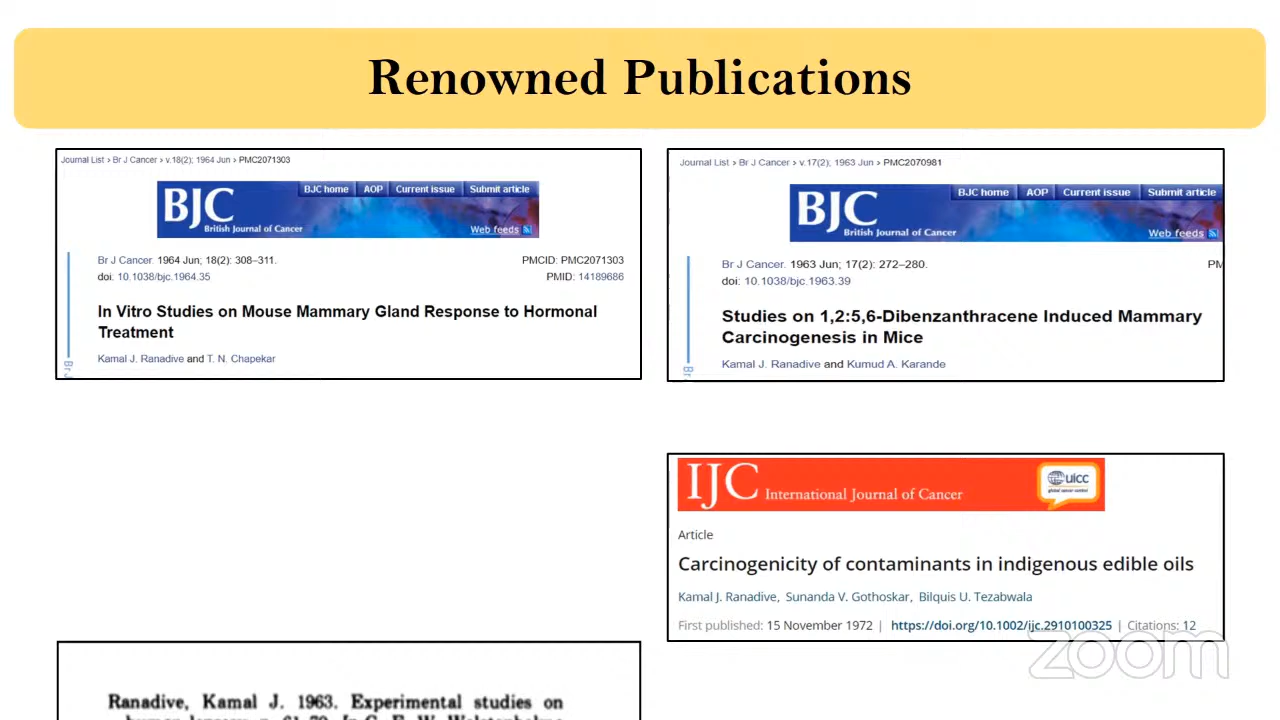 Renowned Publications
Journal List > Br J Cancer > v.18(2); 1964 Jun > PMC2071303
BJC
British Journal of Cancer
BJC home
AOP
Current issue
Submit article
Web feeds
Br J Cancer. 1964 Jun; 18(2): 308–311.
PMCID: PMC2071303
doi: 10.1038/bjc.1964.35
PMID: 14189686
In Vitro Studies on Mouse Mammary Gland Response to Hormonal
Treatment
Kamal J. Ranadive and T. N. Chapekar
Br J
Journal List > Br J Cancer > v.17(2); 1963 Jun > PMC2070981
BJC
British Journal of Cancer
BJC home
AOP
Current issue
Submit article
Web feeds
Br J Cancer. 1963 Jun; 17(2): 272–280.
PM
doi: 10.1038/bjc.1963.39
Studies on 1,2:5,6-Dibenzanthracene Induced Mammary
Carcinogenesis in Mice
Kamal J. Ranadive and Kumud A. Karande
Br
IJC International Journal of Cancer
uicc
global cancer control
Article
Carcinogenicity of contaminants in indigenous edible oils
Kamal J. Ranadive, Sunanda V. Gothoskar, Bilquis U. Tezabwala
First published: 15 November 1972 | https://doi.org/10.1002/ijc.2910100325 | Citations: 12
zoom
Ranadive, Kamal J. 1963. Experimental studies on